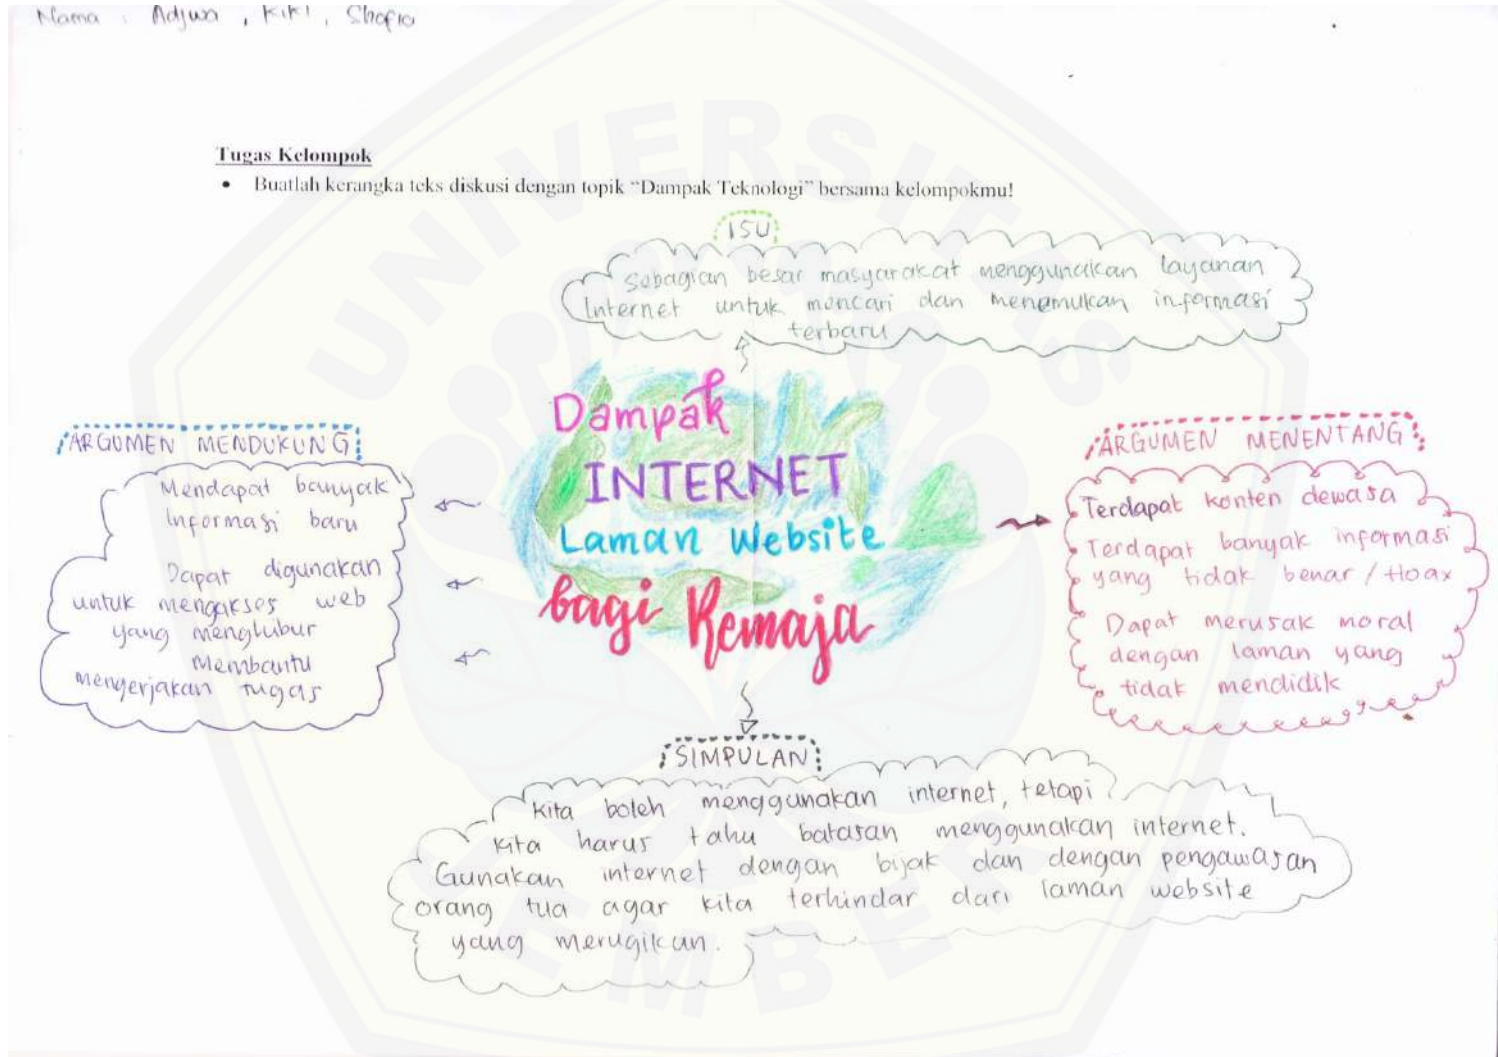 Nama : Adjwa , Kiki , Shofia
Tugas Kelompok
• Buatlah kerangka teks diskusi dengan topik “Dampak Teknologi” bersama kelompokmu!
ISU
Sebagian besar masyarakat menggunakan layanan
Internet untuk mencari dan menemukan informasi
terbaru
Dampak
INTERNET
Laman Website
bagi Remaja
ARGUMEN MENDUKUNG
Mendapat banyak
Informasi baru
Dapat digunakan
untuk mengakses web
yang menghibur
Membantu
mengerjakan tugas
ARGUMEN MENENTANG
Terdapat konten dewasa
Terdapat banyak informasi
yang tidak benar / Hoax
Dapat merusak moral
dengan laman yang
tidak mendidik
SIMPULAN
Kita boleh menggunakan internet, tetapi
kita harus tahu batasan menggunakan internet.
Gunakan internet dengan bijak dan dengan pengawasan
orang tua agar kita terhindar dari laman website
yang merugikan.
UNIVERSITAS
JEMBER